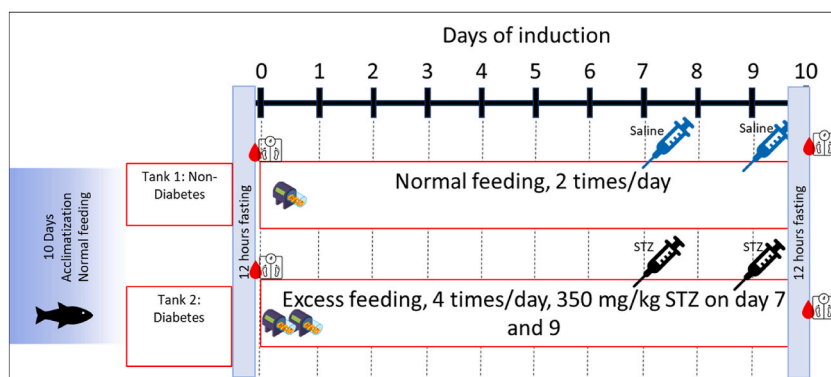 Days of induction
0 1 2 3 4 5 6 7 8 9 10
Saline
Saline
10 Days
Acclimatization
Normal feeding
Tank 1: Non-
Diabetes
12 hours fasting
Normal feeding, 2 times/day
12 hours fasting
STZ
STZ
Tank 2:
Diabetes
Excess feeding, 4 times/day, 350 mg/kg STZ on day 7
and 9